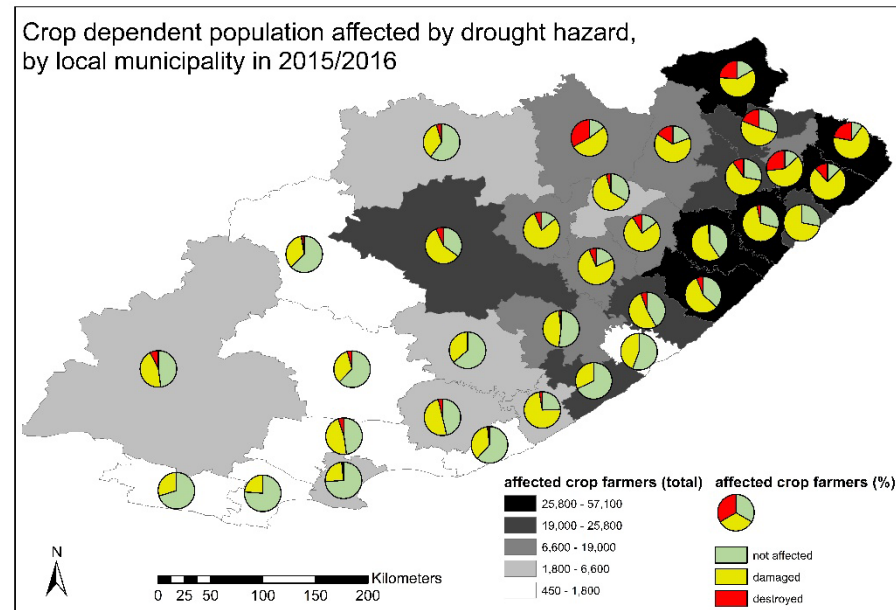 Crop dependent population affected by drought hazard,
by local municipality in 2015/2016
affected crop farmers (total)
25,800 - 57,100
19,000 - 25,800
6,600 - 19,000
1,800 - 6,600
450 - 1,800
affected crop farmers (%)
not affected
damaged
destroyed
N
Kilometers
0 25 50 100 150 200